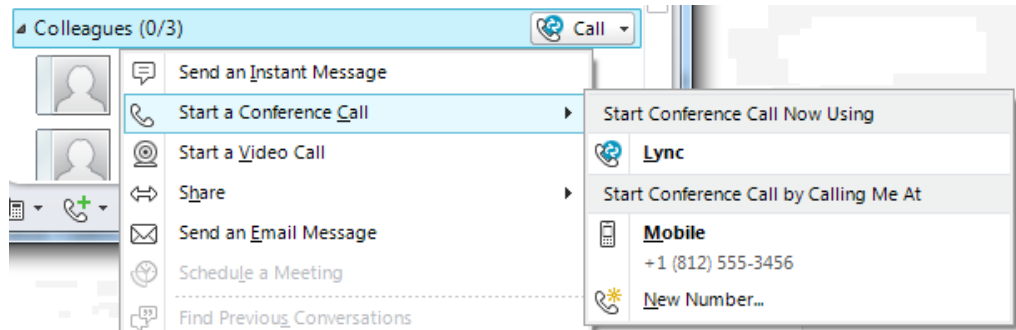 Colleagues (0/3)
Call
Send an Instant Message
Start a Conference Call
Start a Video Call
Share
Send an Email Message
Schedule a Meeting
Find Previous Conversations
Start Conference Call Now Using
Lync
Start Conference Call by Calling Me At
Mobile
+1 (812) 555-3456
New Number...